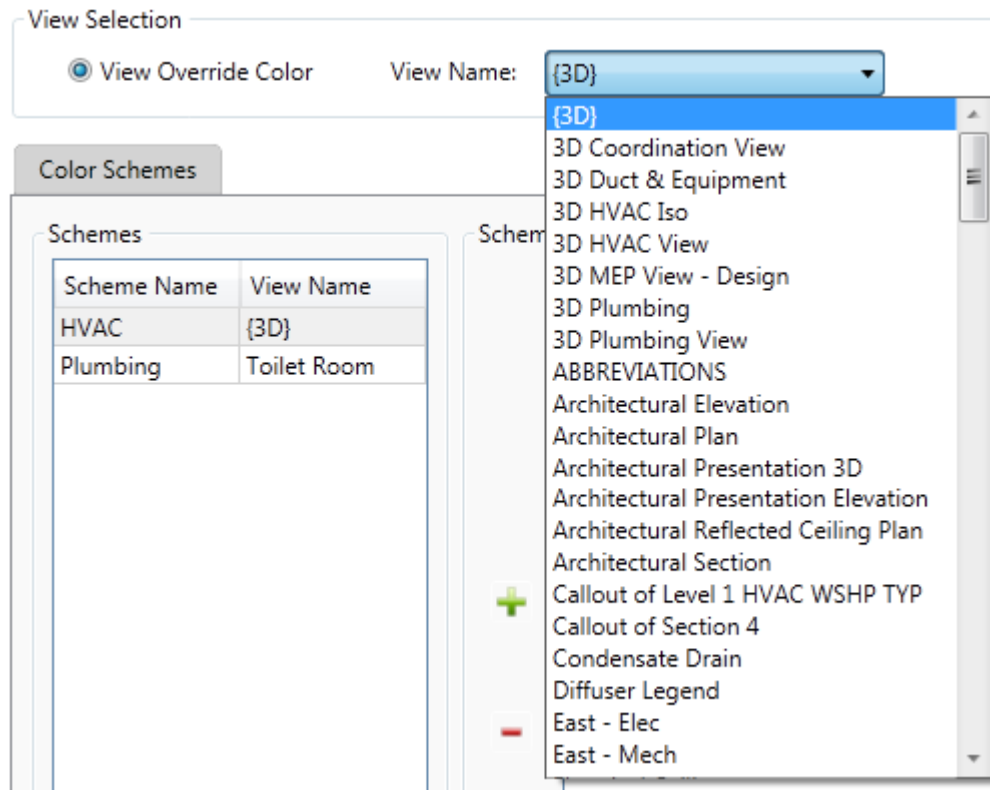 View Selection
View Override Color View Name: {3D}
{3D}
3D Coordination View
3D Duct & Equipment
3D HVAC Iso
3D HVAC View
3D MEP View - Design
3D Plumbing
3D Plumbing View
ABBREVIATIONS
Architectural Elevation
Architectural Plan
Architectural Presentation 3D
Architectural Presentation Elevation
Architectural Reflected Ceiling Plan
Architectural Section
Callout of Level 1 HVAC WSHP TYP
Callout of Section 4
Condensate Drain
Diffuser Legend
East - Elec
East - Mech
Color Schemes
Schemes
Scheme Name View Name
HVAC {3D}
Plumbing Toilet Room
Schem